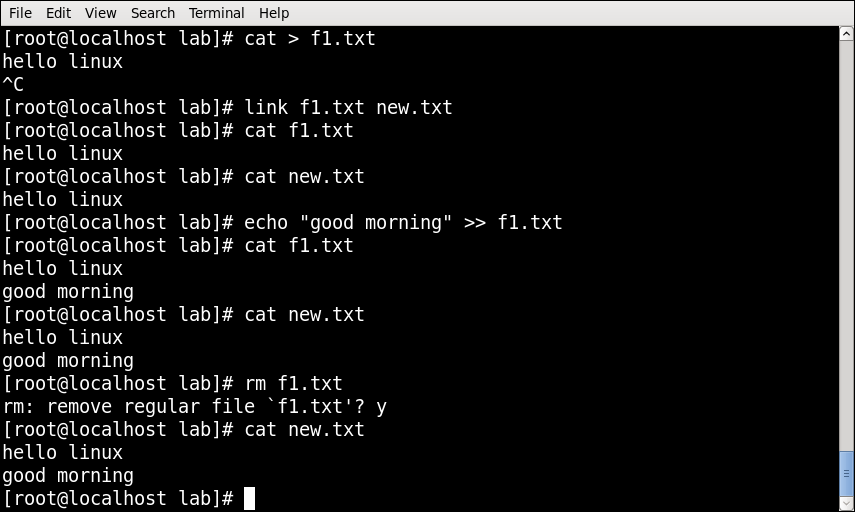 File Edit View Search Terminal Help
[root@localhost lab]# cat > f1.txt
hello linux
^C
[root@localhost lab]# link f1.txt new.txt
[root@localhost lab]# cat f1.txt
hello linux
[root@localhost lab]# cat new.txt
hello linux
[root@localhost lab]# echo "good morning" >> f1.txt
[root@localhost lab]# cat f1.txt
hello linux
good morning
[root@localhost lab]# cat new.txt
hello linux
good morning
[root@localhost lab]# rm f1.txt
rm: remove regular file `f1.txt'? y
[root@localhost lab]# cat new.txt
hello linux
good morning
[root@localhost lab]#